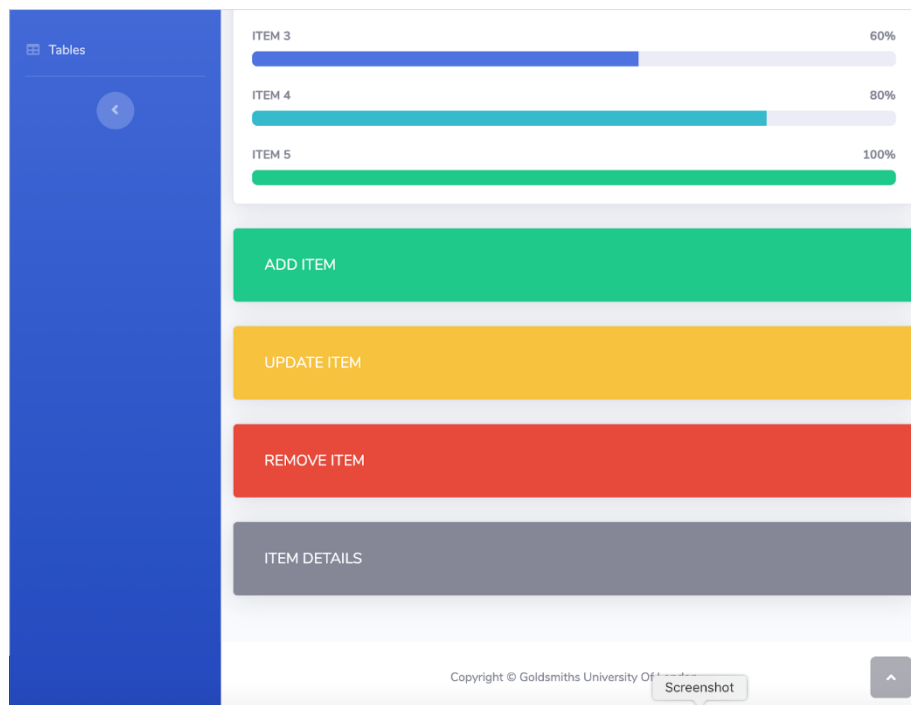 Tables
ITEM 3 60%
ITEM 4 80%
ITEM 5 100%
ADD ITEM
UPDATE ITEM
REMOVE ITEM
ITEM DETAILS
Copyright © Goldsmiths University Of London
Screenshot